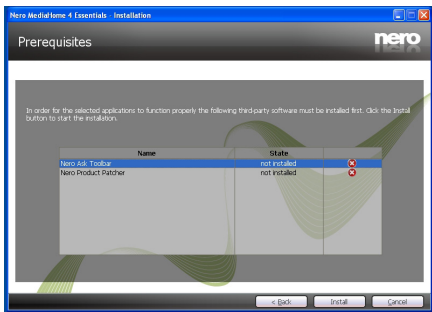 Nero MediaHome 4 Essentials - Installation
Prerequisites
nero
In order for the selected applications to function properly the following third-party software must be installed first. Click the Install
button to start the installation.
Name State
Nero Ask Toolbar not installed
Nero Product Patcher not installed
< Back Install Cancel